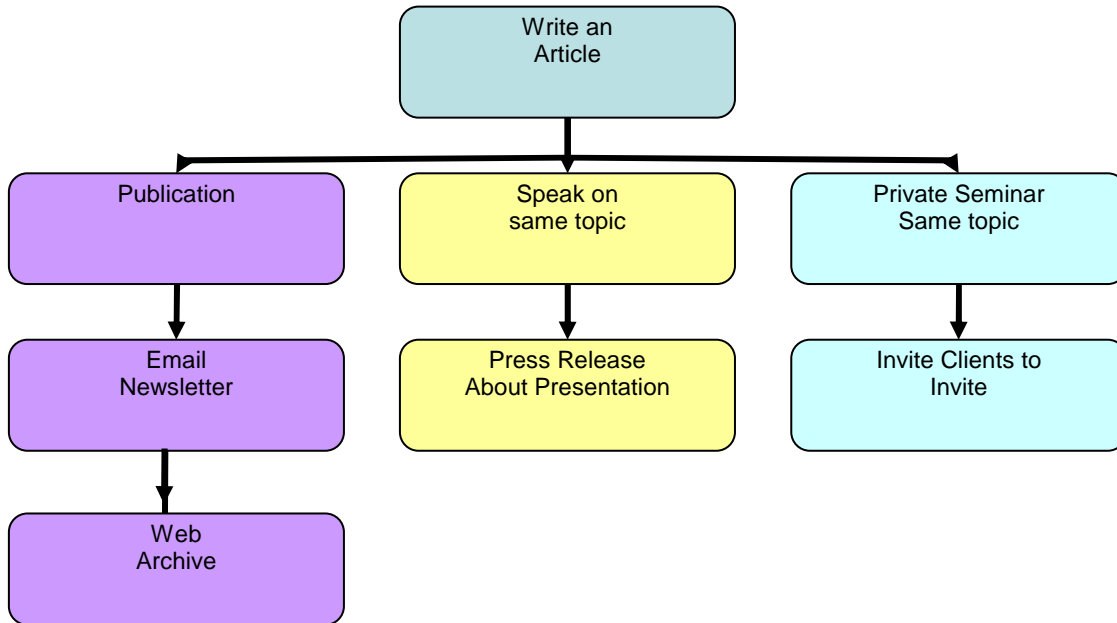 Write an
Article
Publication
Speak on
same topic
Private Seminar
Same topic
Email
Newsletter
Press Release
About Presentation
Invite Clients to
Invite
Web
Archive